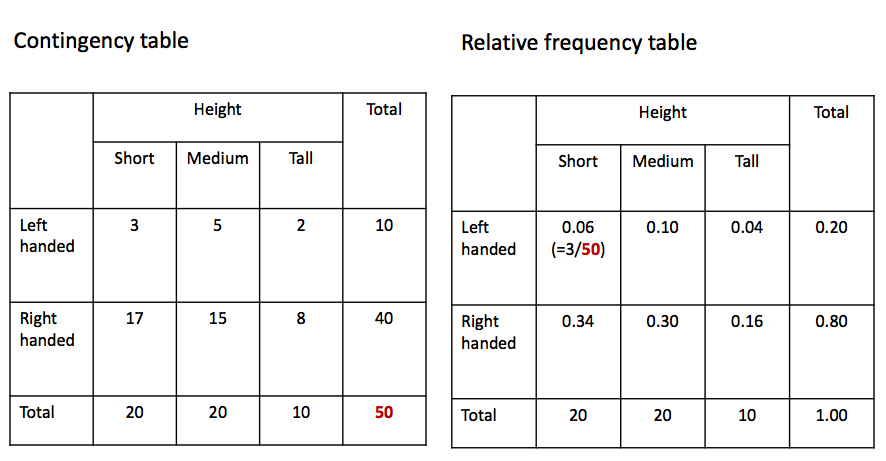 Contingency table
Height Total
Short Medium Tall
Left
handed 3 5 2 10
Right
handed 17 15 8 40
Total 20 20 10 50
Relative frequency table
Height Total
Short Medium Tall
Left
handed 0.06
(=3/50) 0.10 0.04 0.20
Right
handed 0.34 0.30 0.16 0.80
Total 20 20 10 1.00